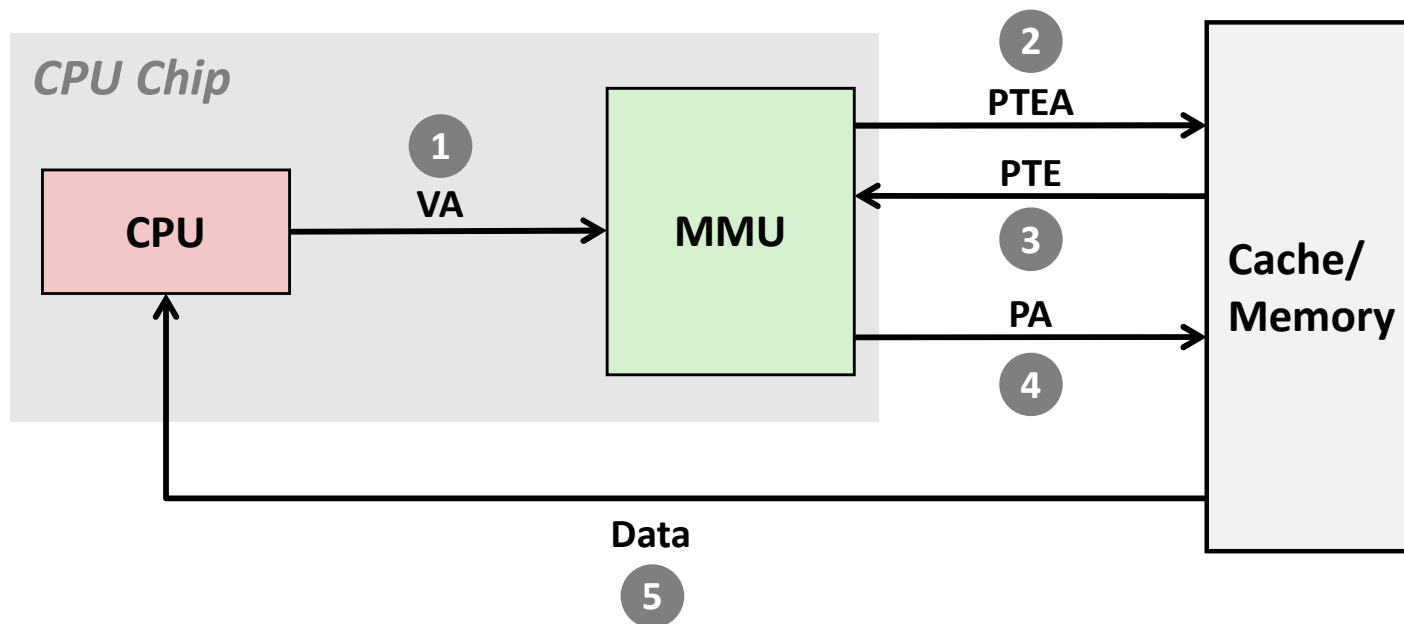 2
CPU Chip
PTEA
1
VA
PTE
CPU
MMU
3
Cache/
Memory
PA
4
Data
5